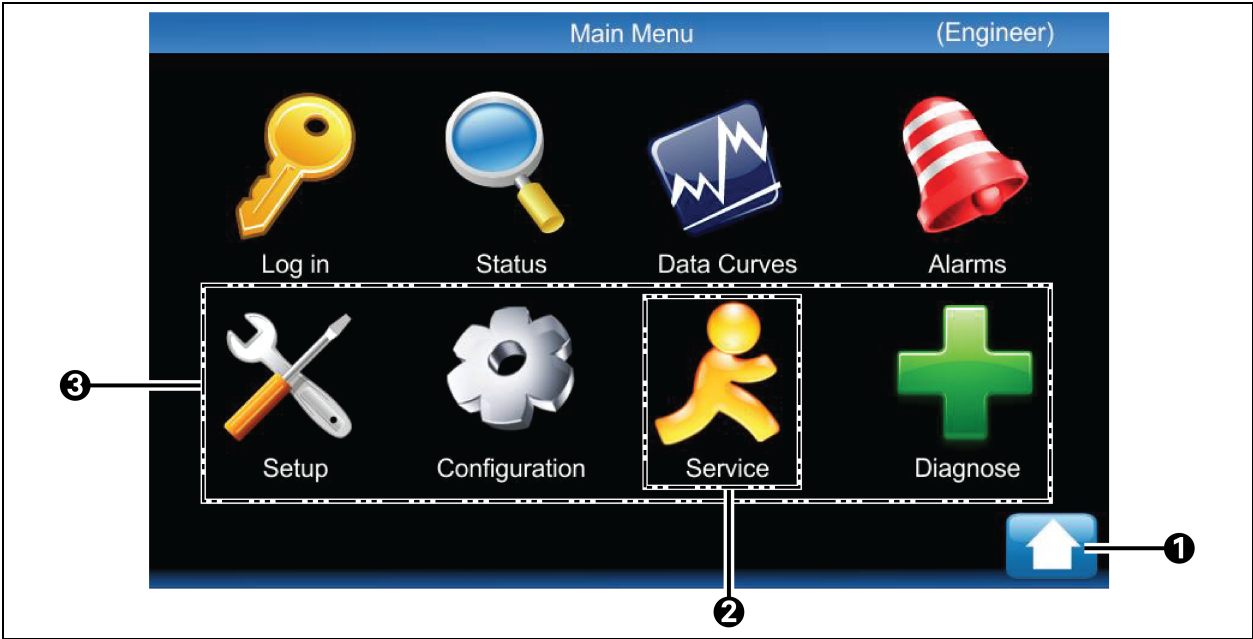 Main Menu (Engineer)
Log in Status Data Curves Alarms
3
Setup Configuration Service Diagnose
1
2